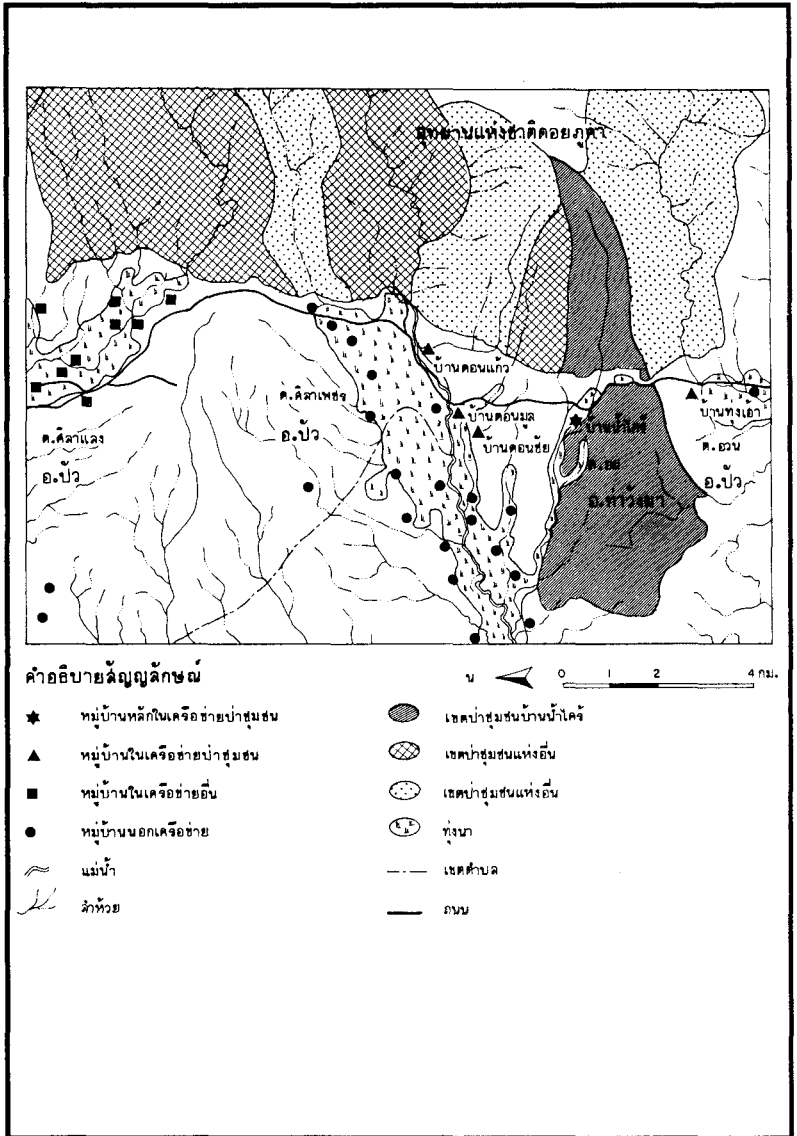 อุทยานแห่งชาติดอยภูคา
บ้านดอนแก้ว
ต.ศิลาเพชร
อ.ปัว
บ้านดอนมูล
บ้านดอนชัย
บ้านน้ำไคร้
บ้านทุ่งเฮา
ต.ศิลาแลง
อ.ปัว
ต.ยม
อ.ท่าวังผา
ต.อวน
อ.ปัว
คำอธิบายสัญญลักษณ์
น 0 1 2 4 กม.
หมู่บ้านหลักในเครือข่ายป่าชุมชน
เขตป่าชุมชนบ้านน้ำไคร้
หมู่บ้านในเครือข่ายป่าชุมชน
เขตป่าชุมชนแห่งอื่น
หมู่บ้านในเครือข่ายอื่น
เขตป่าชุมชนแห่งอื่น
หมู่บ้านนอกเครือข่าย
ทุ่งนา
แม่น้ำ
เขตตำบล
ลำห้วย
ถนน